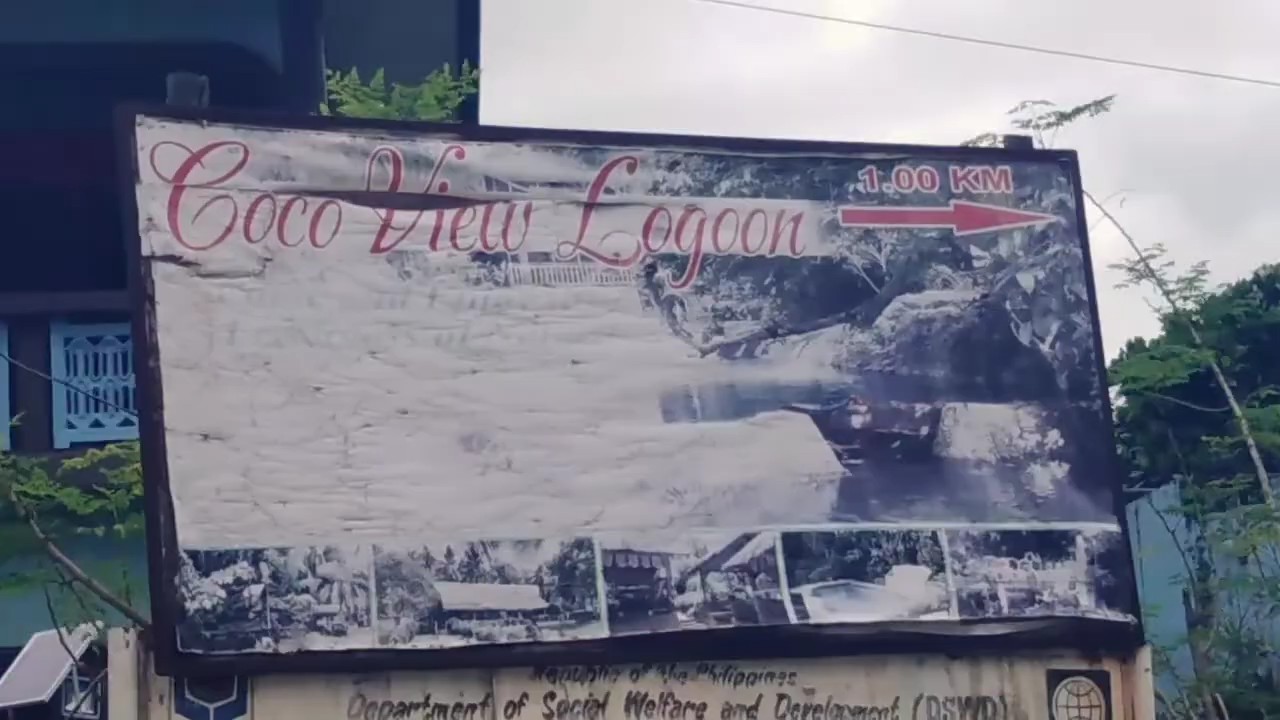 Coco View Logoon
1.00 KM
Republic of the Philippines
Department of Social Welfare and Development (DSWD)